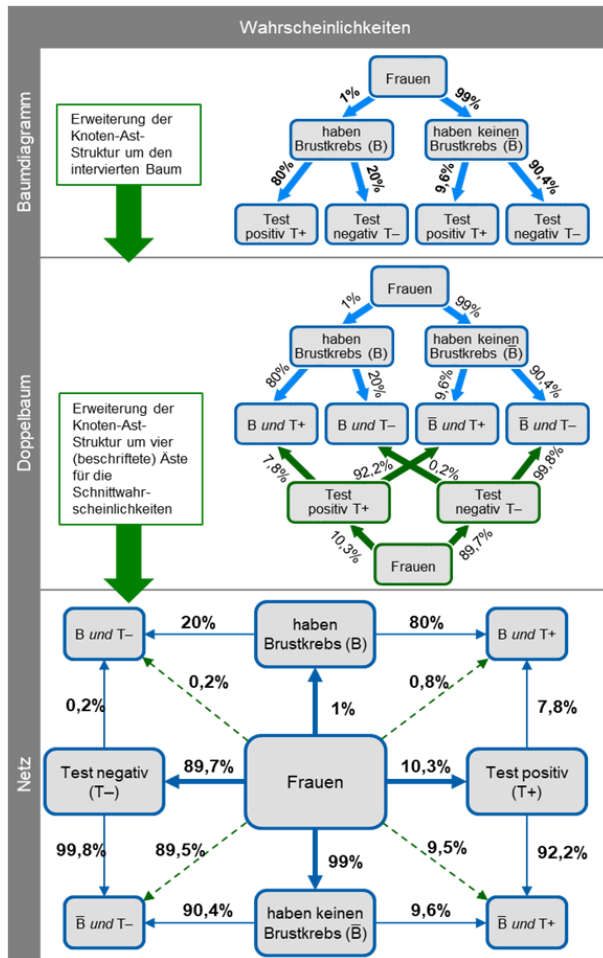 Wahrscheinlichkeiten
Baumdiagramm
Erweiterung der
Knoten-Ast-
Struktur um den
intervierten Baum
Frauen
1%
99%
haben
Brustkrebs (B)
haben keinen
Brustkrebs (B̅)
80%
20%
9,6%
90,4%
Test
positiv T+
Test
negativ T–
Test
positiv T+
Test
negativ T–
Doppelbaum
Erweiterung der
Knoten-Ast-
Struktur um vier
(beschriftete) Äste
für die
Schnittwahr-
scheinlichkeiten
Frauen
1%
99%
haben
Brustkrebs (B)
haben keinen
Brustkrebs (B̅)
80%
20%
9,6%
90,4%
B und T+
B und T–
B̅ und T+
B̅ und T–
7,8%
92,2%
0,2%
99,8%
Test
positiv T+
Test
negativ T–
10,3%
89,7%
Frauen
Netz
B und T–
20%
haben
Brustkrebs (B)
80%
B und T+
0,2%
0,2%
1%
0,8%
7,8%
Test negativ
(T–)
89,7%
Frauen
10,3%
Test positiv
(T+)
99,8%
89,5%
99%
9,5%
92,2%
B̅ und T–
90,4%
haben keinen
Brustkrebs (B̅)
9,6%
B̅ und T+